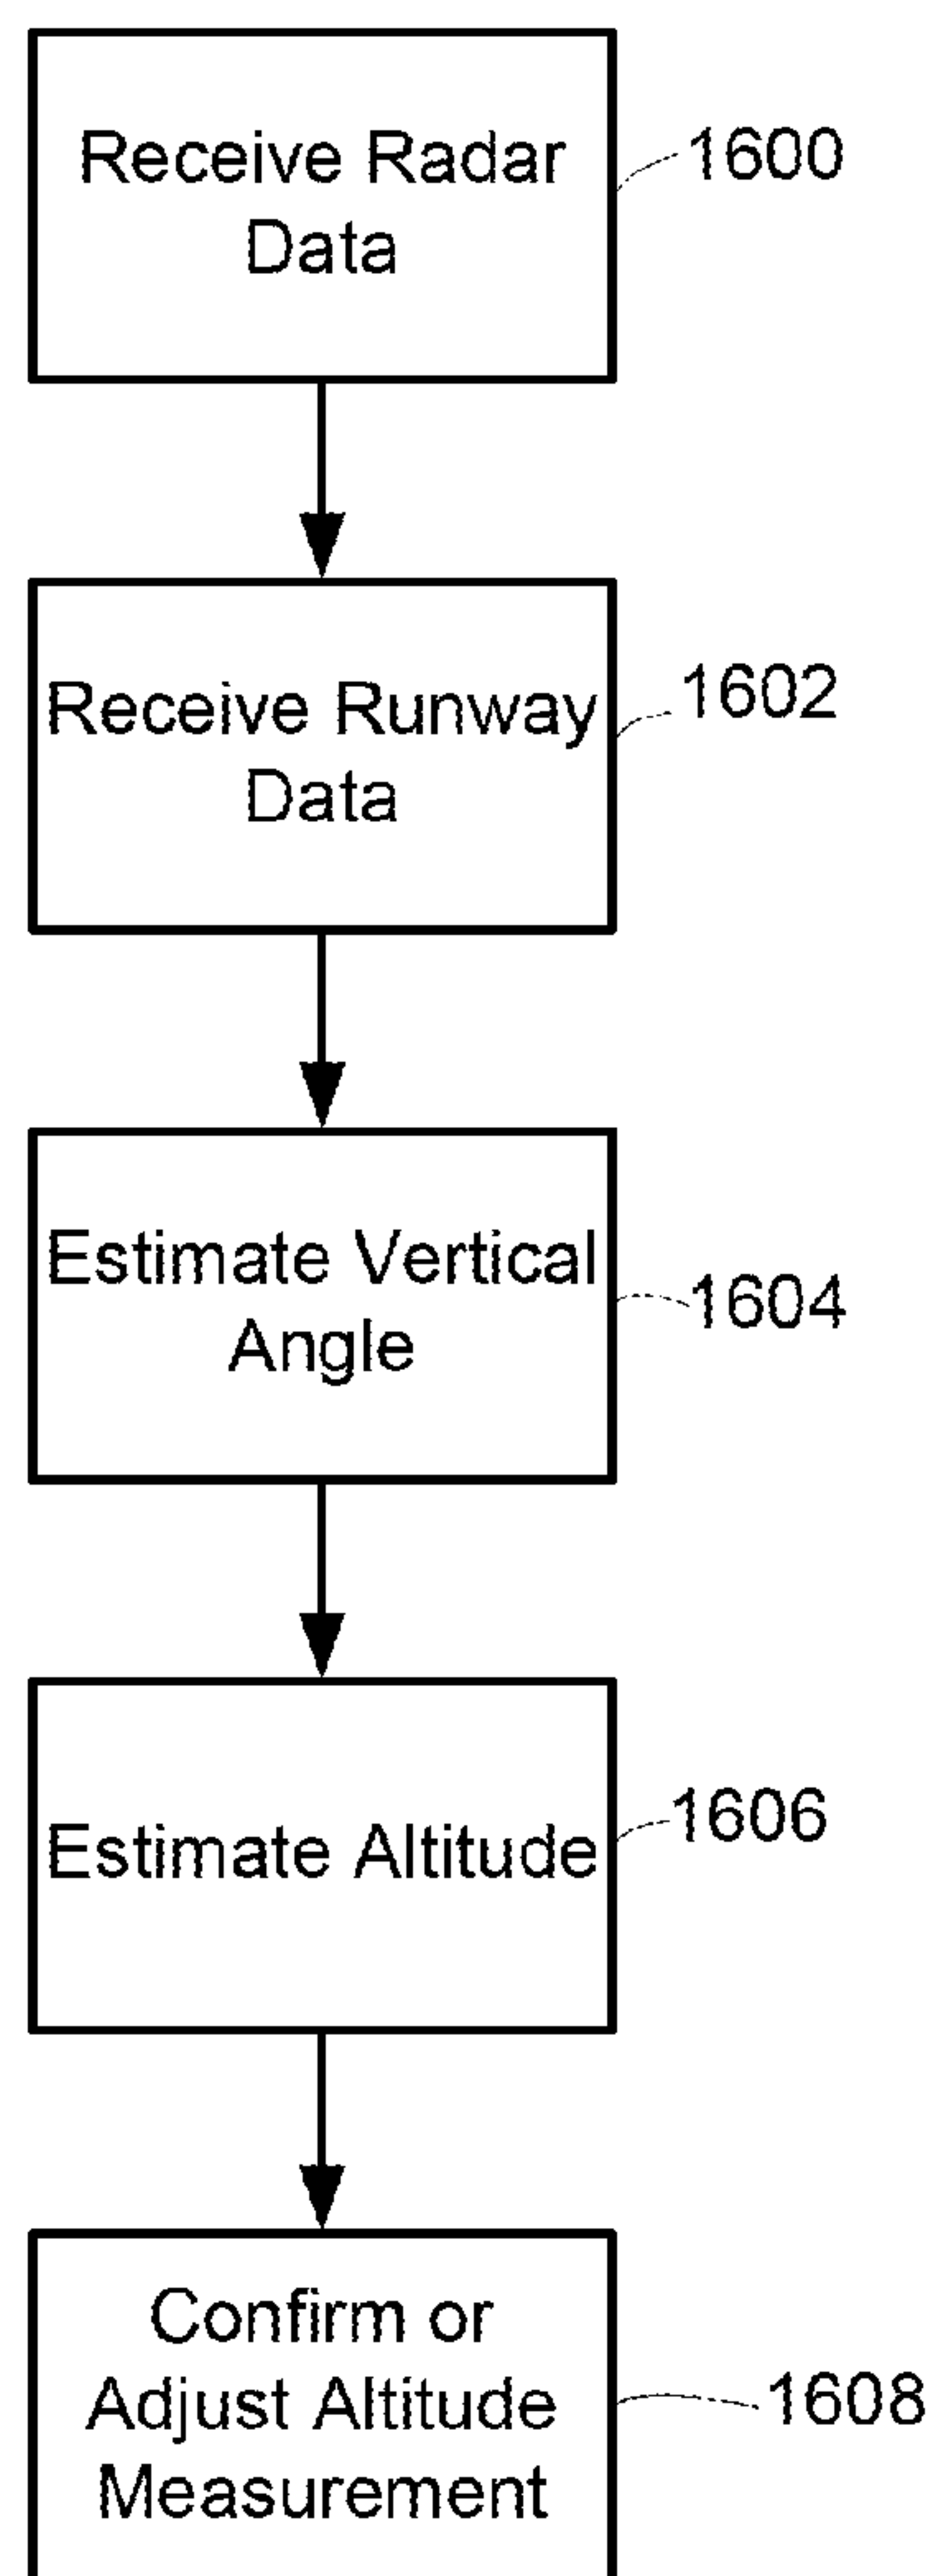 Receive Radar
Data
1600
Receive Runway
Data
1602
Estimate Vertical
Angle
1604
Estimate Altitude
1606
Confirm or
Adjust Altitude
Measurement
1608